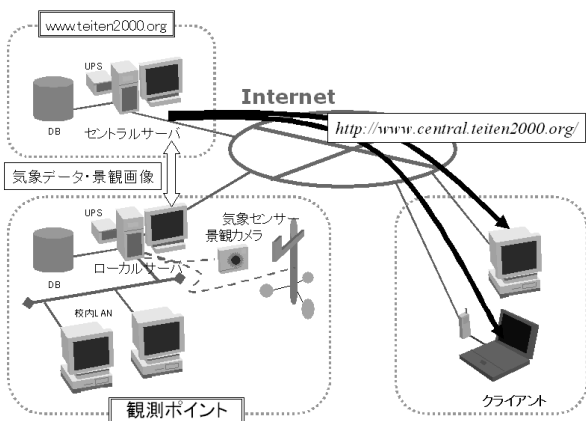 www.teiten2000.org
UPS
DB
セントラルサーバ
Internet
http://www.central.teiten2000.org/
気象データ・景観画像
UPS
DB
ローカルサーバ
気象センサ
景観カメラ
校内LAN
観測ポイント
クライアント